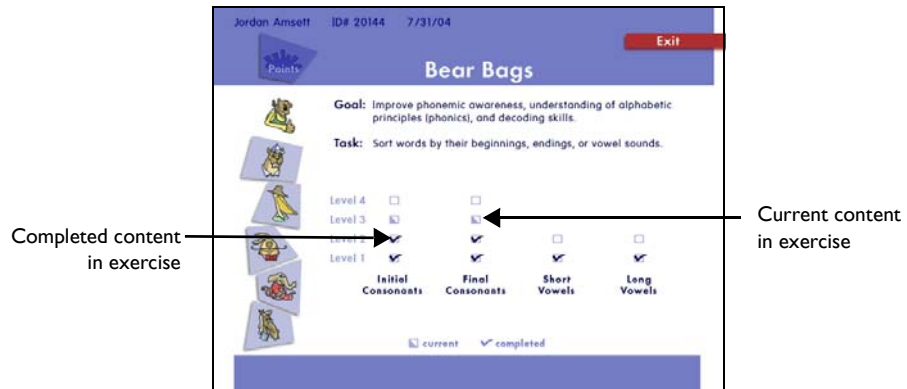 Jordan Amsett ID# 20144 7/31/04
Exit
Points
Bear Bags
Goal: Improve phonemic awareness, understanding of alphabetic
principles (phonics), and decoding skills.
Task: Sort words by their beginnings, endings, or vowel sounds.
Level 4
Level 3
Level 2
Level 1
Initial Consonants
Final Consonants
Short Vowels
Long Vowels
current completed
Completed content
in exercise
Current content
in exercise